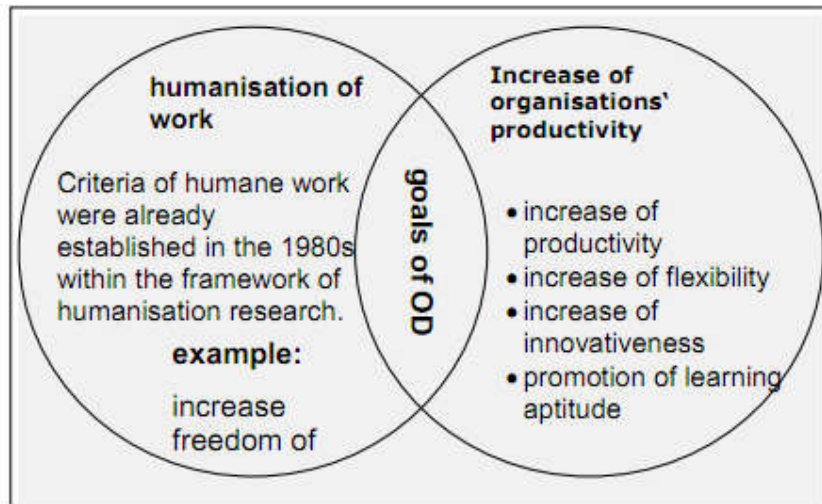 humanisation of
work
Criteria of humane work
were already
established in the 1980s
within the framework of
humanisation research.
example:
increase
freedom of
goals of OD
Increase of
organisations‛
productivity
• increase of
productivity
• increase of flexibility
• increase of
innovativeness
• promotion of learning
aptitude